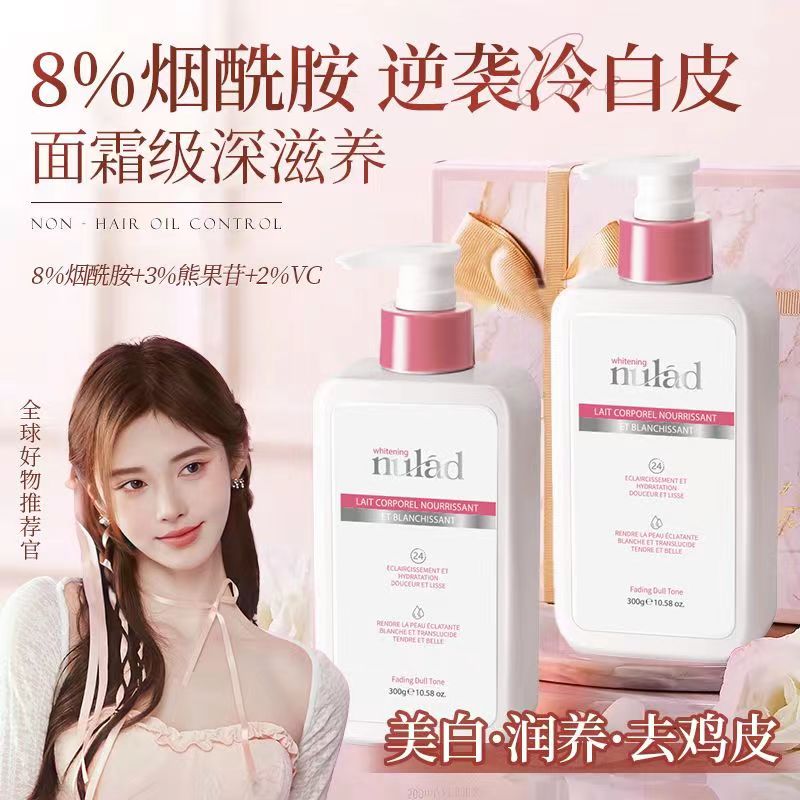 8%烟酰胺 逆袭冷白皮
面霜级深滋养
NON - HAIR OIL CONTROL
8%烟酰胺+3%熊果苷+2%VC
全球好物推荐官
whitening
nulad
LAIT CORPOREL NOURRISSANT
ET BLANCHISSANT
24
ECLAIRCISSEMENT ET
HYDRATATION
DOUCEUR ET LISSE
RENDRE LA PEAU ÉCLATANTE
BLANCHE ET TRANSLUCIDE
TENDRE ET BELLE
Fading Dull Tone
300g℮10.58 oz.
whitening
nulad
LAIT CORPOREL NOURRISSANT
ET BLANCHISSANT
24
ECLAIRCISSEMENT ET
HYDRATATION
DOUCEUR ET LISSE
RENDRE LA PEAU ÉCLATANTE
BLANCHE ET TRANSLUCIDE
TENDRE ET BELLE
Fading Dull Tone
300g℮10.58 oz.
美白·润养·去鸡皮